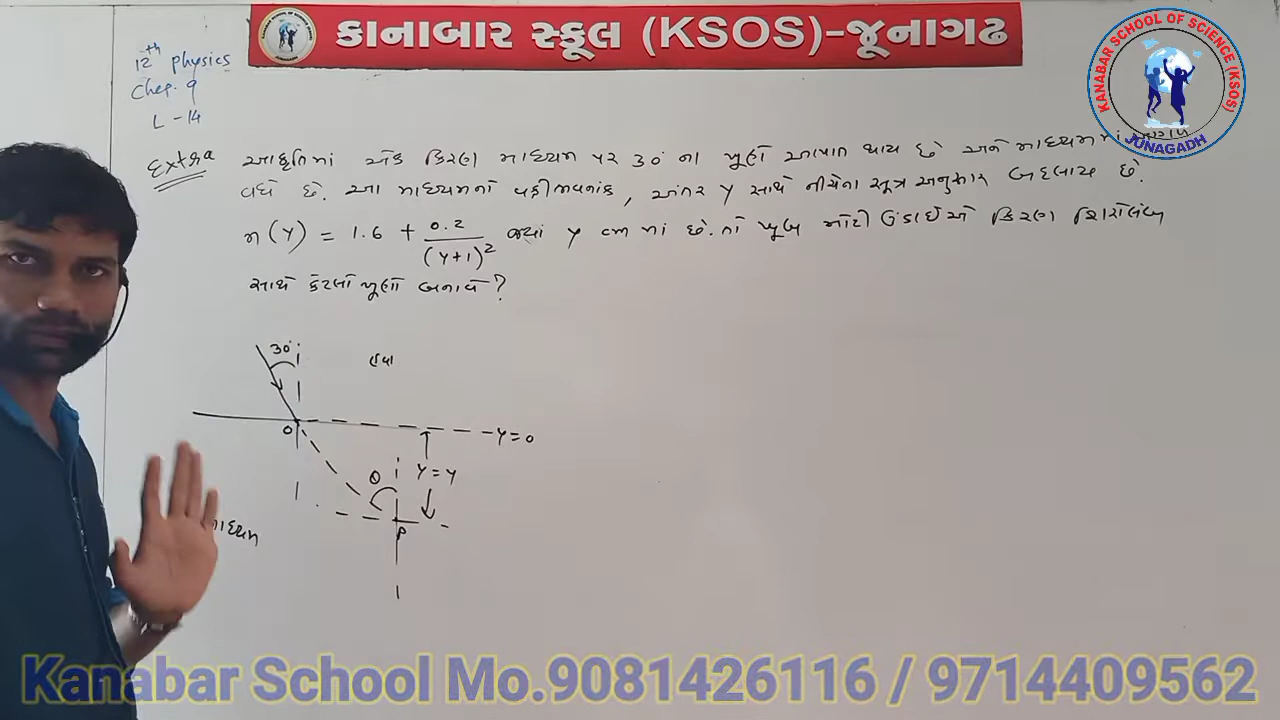 કાનાબાર સ્કૂલ (KSOS)-જૂનાગઢ
KANABAR SCHOOL OF SCIENCE (KSOS)
JUNAGADH
12th physics
Chep. 9
L - 14
Extra આકૃતિમાં એક કિરણ માધ્યમ પર 30° ના ખૂણે આપાત થાય છે અને માધ્યમમાં
વધે છે. આ માધ્યમનો વક્રીભવનાંક, અંતર y સાથે નીચેના સૂત્ર અનુસાર બદલાય છે.
n(y) = 1.6 + 0.2/(y+1)² જ્યાં y cm માં છે. તો ખૂબ મોટી ઉંડાઈએ કિરણ શિરોલંબ
સાથે કેટલો ખૂણો બનાવે?
30°
હવા
O
y=0
θ
y=y
P
Kanabar School Mo.9081426116 / 9714409562